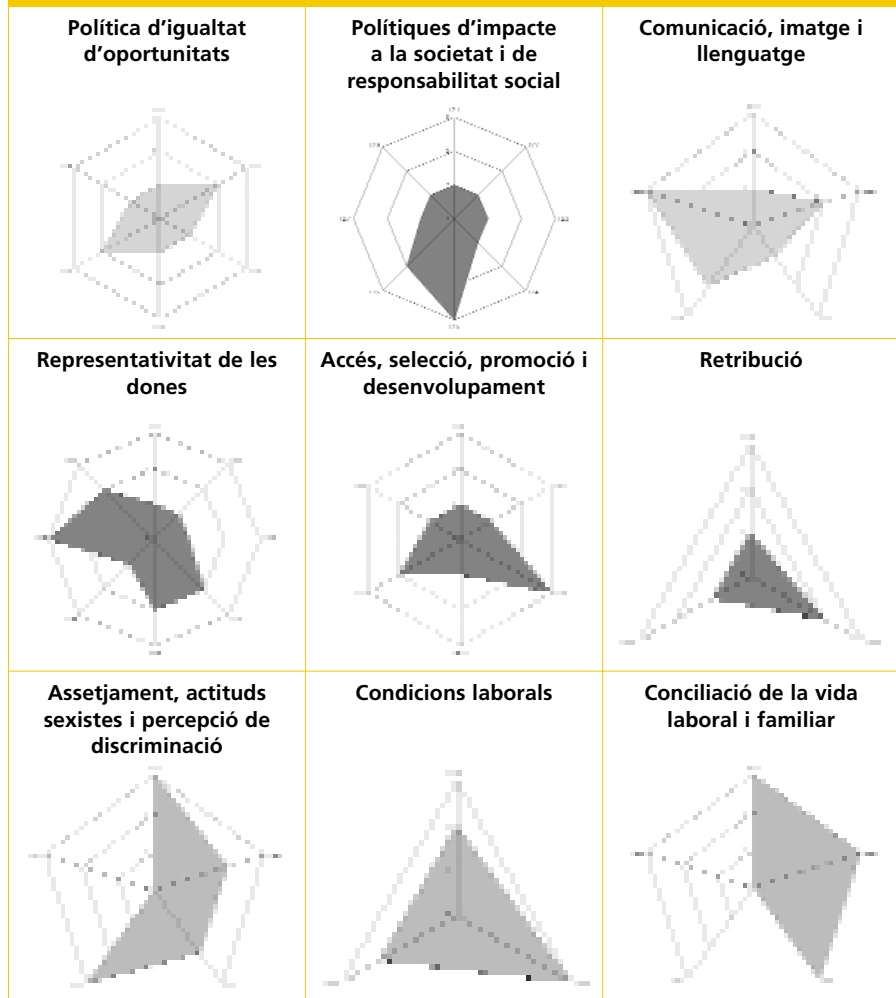 Política d’igualtat
d’oportunitats
Polítiques d’impacte
a la societat i de
responsabilitat social
Comunicació, imatge i
llenguatge
Representativitat de les
dones
Accés, selecció, promoció i
desenvolupament
Retribució
Assetjament, actituds
sexistes i percepció de
discriminació
Condicions laborals
Conciliació de la vida
laboral i familiar